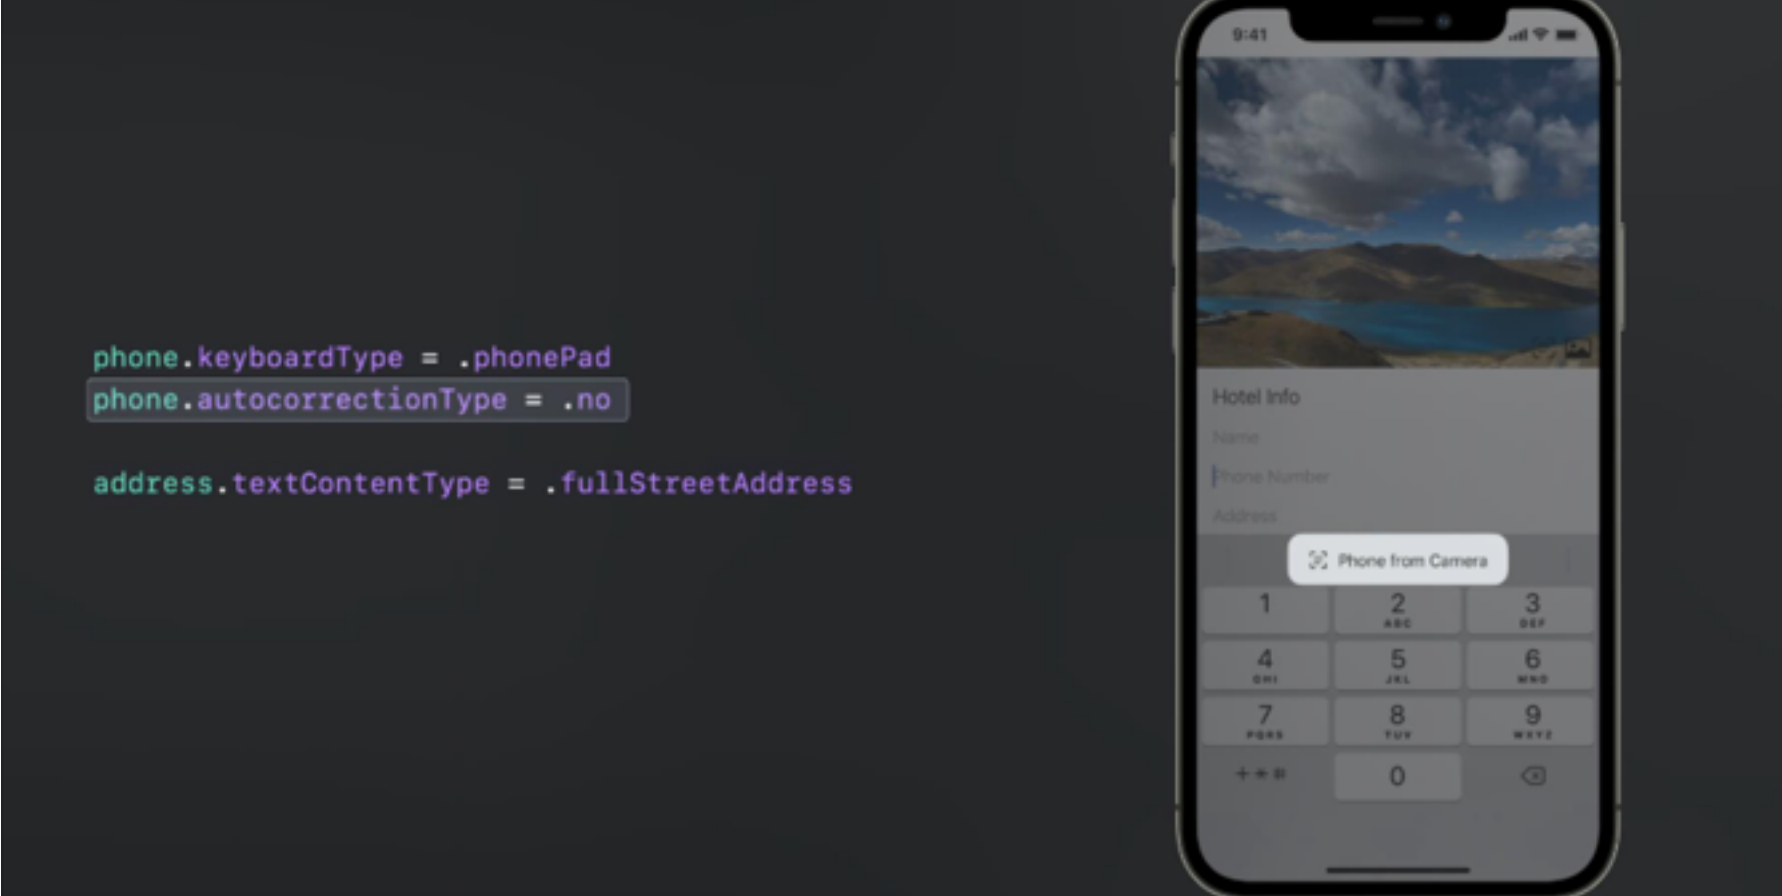 phone.keyboardType = .phonePad
phone.autocorrectionType = .no
address.textContentType = .fullStreetAddress
9:41
Hotel Info
Name
Phone Number
Address
Phone from Camera
1
2
ABC
3
DEF
4
GHI
5
JKL
6
MNO
7
PQRS
8
TUV
9
WXYZ
+*#
0